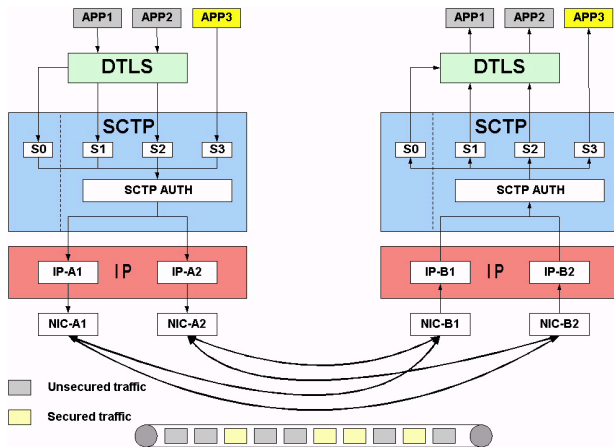 APP1 APP2 APP3 APP1 APP2 APP3
DTLS DTLS
SCTP SCTP
S0 S1 S2 S3 S0 S1 S2 S3
SCTP AUTH SCTP AUTH
IP-A1 IP IP-A2 IP-B1 IP IP-B2
NIC-A1 NIC-A2 NIC-B1 NIC-B2
Unsecured traffic
Secured traffic